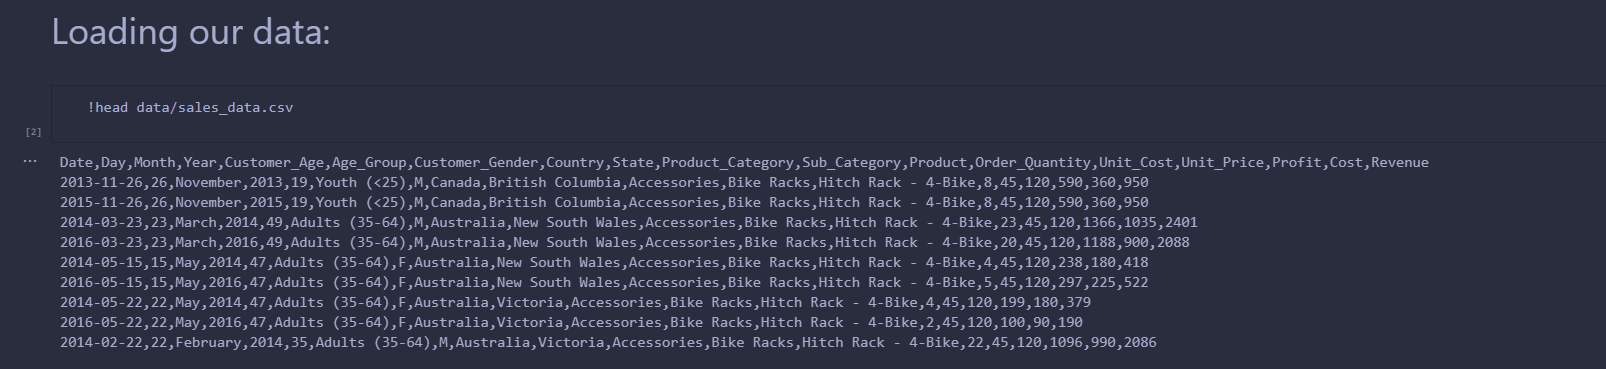 Loading our data:
!head data/sales_data.csv
[2]
...
Date,Day,Month,Year,Customer_Age,Age_Group,Customer_Gender,Country,State,Product_Category,Sub_Category,Product,Order_Quantity,Unit_Cost,Unit_Price,Profit,Cost,Revenue
2013-11-26,26,November,2013,19,Youth (<25),M,Canada,British Columbia,Accessories,Bike Racks,Hitch Rack - 4-Bike,8,45,120,590,360,950
2015-11-26,26,November,2015,19,Youth (<25),M,Canada,British Columbia,Accessories,Bike Racks,Hitch Rack - 4-Bike,8,45,120,590,360,950
2014-03-23,23,March,2014,49,Adults (35-64),M,Australia,New South Wales,Accessories,Bike Racks,Hitch Rack - 4-Bike,23,45,120,1366,1035,2401
2016-03-23,23,March,2016,49,Adults (35-64),M,Australia,New South Wales,Accessories,Bike Racks,Hitch Rack - 4-Bike,20,45,120,1188,900,2088
2014-05-15,15,May,2014,47,Adults (35-64),F,Australia,New South Wales,Accessories,Bike Racks,Hitch Rack - 4-Bike,4,45,120,238,180,418
2016-05-15,15,May,2016,47,Adults (35-64),F,Australia,New South Wales,Accessories,Bike Racks,Hitch Rack - 4-Bike,5,45,120,297,225,522
2014-05-22,22,May,2014,47,Adults (35-64),F,Australia,Victoria,Accessories,Bike Racks,Hitch Rack - 4-Bike,4,45,120,199,180,379
2016-05-22,22,May,2016,47,Adults (35-64),F,Australia,Victoria,Accessories,Bike Racks,Hitch Rack - 4-Bike,2,45,120,100,90,190
2014-02-22,22,February,2014,35,Adults (35-64),M,Australia,Victoria,Accessories,Bike Racks,Hitch Rack - 4-Bike,22,45,120,1096,990,2086